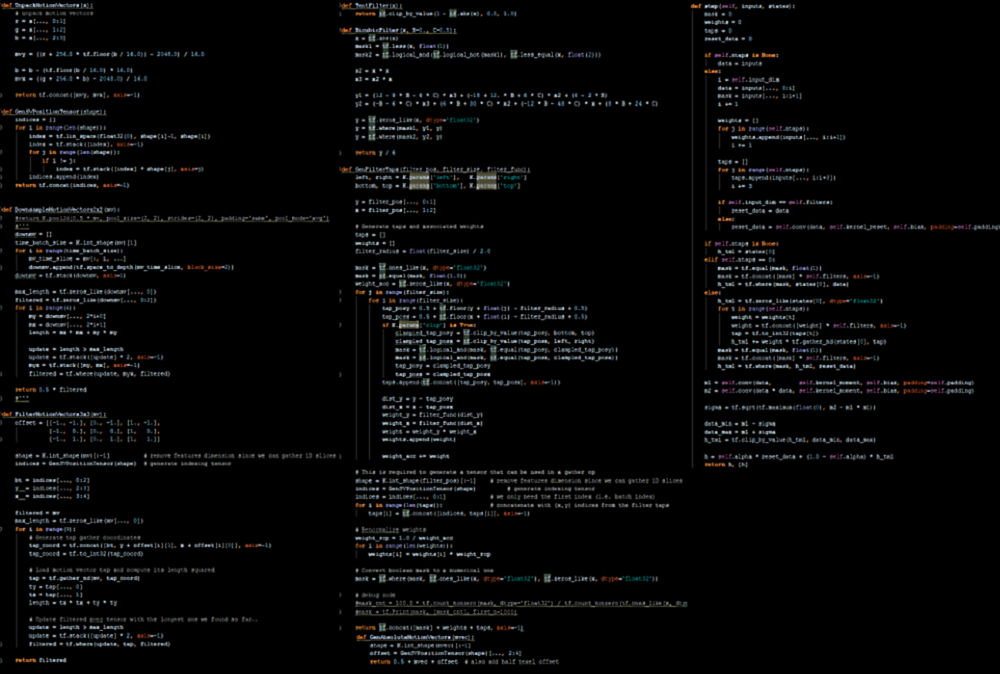 def UnpackMotionVectors(x):
# unpack motion vectors
r = x[..., 0:1]
g = x[..., 1:2]
b = x[..., 2:3]
mvy = ((r + 256.0 * tf.floor(b / 16.0)) - 2048.0) / 16.0
b = b - (tf.floor(b / 16.0) * 16.0)
mvx = ((g + 256.0 * b) - 2048.0) / 16.0
return tf.concat([mvy, mvx], axis=-1)
def GenSVPositionTensor(shape):
indices = []
for i in range(len(shape)):
index = tf.lin_space(float32(0), shape[i]-1, shape[i])
index = tf.stack([index], axis=-1)
for j in range(len(shape)):
if i != j:
index = tf.stack([index] * shape[j], axis=j)
indices.append(index)
return tf.concat(indices, axis=-1)
def DownsampleMotionVectors2x2(mv):
#return K.pool2d(0.5 * mv, pool_size=(2, 2), strides=(2, 2), padding="same", pool_mode="avg")
#'''
downmv = []
time_batch_size = K.int_shape(mv)[1]
for i in range(time_batch_size):
mv_time_slice = mv[:, i, ...]
downmv.append(tf.space_to_depth(mv_time_slice, block_size=2))
downmv = tf.stack(downmv, axis=1)
max_length = tf.zeros_like(downmv[..., 0])
filtered = tf.zeros_like(downmv[..., 0:2])
for i in range(4):
my = downmv[..., 2*i+0]
mx = downmv[..., 2*i+1]
length = mx * mx + my * my
update = length > max_length
update = tf.stack([update] * 2, axis=-1)
myx = tf.stack([my, mx], axis=-1)
filtered = tf.where(update, myx, filtered)
return 0.5 * filtered
#'''
def FilterMotionVectors3x3(mv):
offset = [[-1., -1.], [0., -1.], [1., -1.],
[-1., 0.], [0., 0.], [1, 0.],
[-1., 1.], [0., 1.], [1, 1.]]
shape = K.int_shape(mv)[:-1] # remove features dimension since we can gather 1D slices
indices = GenSVPositionTensor(shape) # generate indexing tensor
bt = indices[..., 0:2]
y = indices[..., 2:3]
x = indices[..., 3:4]
filtered = mv
max_length = tf.zeros_like(mv[..., 0])
for i in range(9):
# Generate tap gather coordinates
tap_coord = tf.concat([bt, y + offset[i][1], x + offset[i][0]], axis=-1)
tap_coord = tf.to_int32(tap_coord)
# Load motion vector tap and compute its length squared
tap = tf.gather_nd(mv, tap_coord)
ty = tap[..., 0]
tx = tap[..., 1]
length = tx * tx + ty * ty
# Update filtered mvec tensor with the longest one we found so far..
update = length > max_length
update = tf.stack([update] * 2, axis=-1)
filtered = tf.where(update, tap, filtered)
return filtered
def TentFilter(x):
return tf.clip_by_value(1 - tf.abs(x), 0.0, 1.0)
def BicubicFilter(x, B=0., C=0.5):
x = tf.abs(x)
mask1 = tf.less(x, float(1))
mask2 = tf.logical_and(tf.logical_not(mask1), tf.less_equal(x, float(2)))
x2 = x * x
x3 = x2 * x
y1 = (12 - 9 * B - 6 * C) * x3 + (-18 + 12. * B + 6 * C) * x2 + (6 - 2 * B)
y2 = (-B - 6 * C) * x3 + (6 * B + 30 * C) * x2 + (-12 * B - 48 * C) * x + (8 * B + 24 * C)
y = tf.zeros_like(x, dtype="float32")
y = tf.where(mask1, y1, y)
y = tf.where(mask2, y2, y)
return y / 6
def GenFilterTaps(filter_pos, filter_size, filter_func):
left, right = K.params["left"], K.params["right"]
bottom, top = K.params["bottom"], K.params["top"]
y = filter_pos[..., 0:1]
x = filter_pos[..., 1:2]
# Generate taps and associated weights
taps = []
weights = []
filter_radius = float(filter_size) / 2.0
mask = tf.ones_like(x, dtype="float32")
mask = tf.equal(mask, float(1.0))
weight_acc = tf.zeros_like(x, dtype="float32")
for j in range(filter_size):
for i in range(filter_size):
tap_posy = 0.5 + tf.floor(y + float(j) - filter_radius + 0.5)
tap_posx = 0.5 + tf.floor(x + float(i) - filter_radius + 0.5)
if K.params["clip"] is True:
clampled_tap_posy = tf.clip_by_value(tap_posy, bottom, top)
clampled_tap_posx = tf.clip_by_value(tap_posx, left, right)
mask = tf.logical_and(mask, tf.equal(tap_posy, clampled_tap_posy))
mask = tf.logical_and(mask, tf.equal(tap_posx, clampled_tap_posx))
tap_posy = clampled_tap_posy
tap_posx = clampled_tap_posx
taps.append(tf.concat([tap_posy, tap_posx], axis=-1))
dist_y = y - tap_posy
dist_x = x - tap_posx
weight_y = filter_func(dist_y)
weight_x = filter_func(dist_x)
weight = weight_y * weight_x
weights.append(weight)
weight_acc += weight
# This is required to generate a tensor that can be used in a gather op
shape = K.int_shape(filter_pos)[:-1] # remove features dimension since we can gather 1D slices
indices = GenSVPositionTensor(shape) # generate indexing tensor
indices = indices[..., 0:1] # we only need the first index (i.e. batch index)
for i in range(len(taps)): # concatenate with (x,y) indices from the filter taps
taps[i] = tf.concat([indices, taps[i]], axis=-1)
# Renormalize weights
weight_rcp = 1.0 / weight_acc
for i in range(len(weights)):
weights[i] = weights[i] * weight_rcp
# Convert boolean mask to a numerical one
mask = tf.where(mask, tf.ones_like(x, dtype="float32"), tf.zeros_like(x, dtype="float32"))
# debug code
#mask_cnt = 100.0 * tf.count_nonzero(mask, dtype="float32") / tf.count_nonzero(tf.ones_like(x, dty
#mask = tf.Print(mask, [mask_cnt], first_n=1000)
return tf.concat([mask] + weights + taps, axis=-1)
def GenAbsoluteMotionVectors(mvec):
shape = K.int_shape(mvec)[:-1]
offset = GenSVPositionTensor(shape)[..., 2:4]
return 0.5 + mvec + offset # also add half texel offset
def step(self, inputs, states):
mask = 0
weights = 0
taps = 0
reset_data = 0
if self.ntaps is None:
data = inputs
else:
i = self.input_dim
data = inputs[..., 0:i]
mask = inputs[..., i:i+1]
i += 1
weights = []
for j in range(self.ntaps):
weights.append(inputs[..., i:i+1])
i += 1
taps = []
for j in range(self.ntaps):
taps.append(inputs[..., i:i+3])
i += 3
if self.input_dim == self.filters:
reset_data = data
else:
reset_data = self.conv(data, self.kernel_reset, self.bias, padding=self.padding)
if self.ntaps is None:
h_tm1 = states[0]
elif self.ntaps == 0:
mask = tf.equal(mask, float(1))
mask = tf.concat([mask] * self.filters, axis=-1)
h_tm1 = tf.where(mask, states[0], data)
else:
h_tm1 = tf.zeros_like(states[0], dtype="float32")
for t in range(self.ntaps):
weight = weights[t]
weight = tf.concat([weight] * self.filters, axis=-1)
tap = tf.to_int32(taps[t])
h_tm1 += weight * tf.gather_nd(states[0], tap)
mask = tf.equal(mask, float(1))
mask = tf.concat([mask] * self.filters, axis=-1)
h_tm1 = tf.where(mask, h_tm1, reset_data)
m1 = self.conv(data, self.kernel_moment, self.bias, padding=self.padding)
m2 = self.conv(data * data, self.kernel_moment, self.bias, padding=self.padding)
sigma = tf.sqrt(tf.maximum(float(0), m2 - m1 * m1))
data_min = m1 - sigma
data_max = m1 + sigma
h_tm1 = tf.clip_by_value(h_tm1, data_min, data_max)
h = self.alpha * reset_data + (1.0 - self.alpha) * h_tm1
return h, [h]